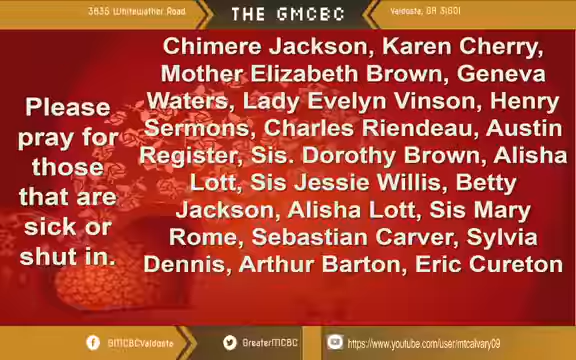 3635 Whitewather Road
THE GMCBC
Valdosta, GA 31601
Please
pray for
those
that are
sick or
shut in.
Chimere Jackson, Karen Cherry,
Mother Elizabeth Brown, Geneva
Waters, Lady Evelyn Vinson, Henry
Sermons, Charles Riendeau, Austin
Register, Sis. Dorothy Brown, Alisha
Lott, Sis Jessie Willis, Betty
Jackson, Alisha Lott, Sis Mary
Rome, Sebastian Carver, Sylvia
Dennis, Arthur Barton, Eric Cureton
GMCBCValdosta
GreaterMCBC
https://www.youtube.com/user/mtcalvary09